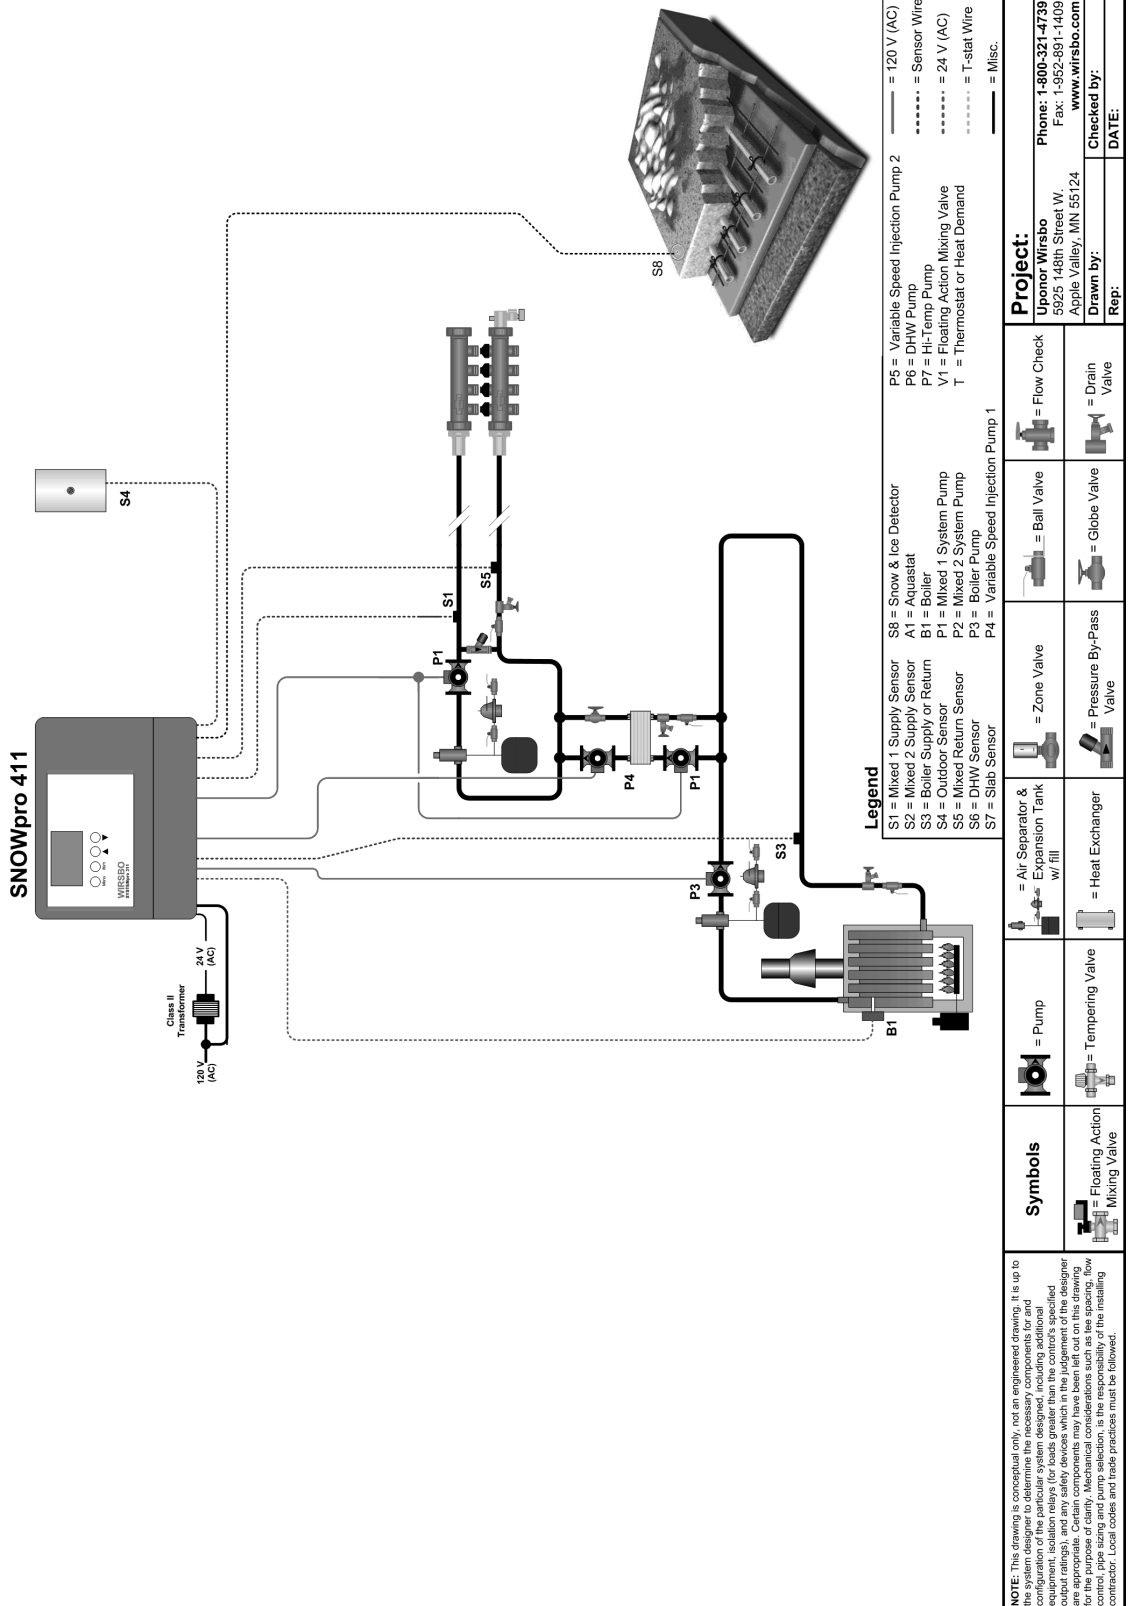 SNOWpro 411
WIRSBO
Menu
Item
S4
Class II
Transformer
120 V
(AC)
24 V
(AC)
S1
S5
P1
P4
P1
S3
P3
B1
S8
Legend
S1 = Mixed 1 Supply Sensor
S2 = Mixed 2 Supply Sensor
S3 = Boiler Supply or Return
S4 = Outdoor Sensor
S5 = Mixed Return Sensor
S6 = DHW Sensor
S7 = Slab Sensor
S8 = Snow & Ice Detector
A1 = Aquastat
B1 = Boiler
P1 = MIxed 1 System Pump
P2 = Mixed 2 System Pump
P3 = Boiler Pump
P4 = Variable Speed Injection Pump 1
P5 = Variable Speed Injection Pump 2
P6 = DHW Pump
P7 = Hi-Temp Pump
V1 = Floating Action Mixing Valve
T = Thermostat or Heat Demand
= 120 V (AC)
= Sensor Wire
= 24 V (AC)
= T-stat Wire
= Misc.
NOTE: This drawing is conceptual only, not an engineered drawing. It is up to
the system designer to determine the necessary components for and
configuration of the particular system designed, including additional
equipment, isolation relays (for loads greater than the control's specified
output ratings), and any safety devices which in the judgement of the designer
are appropriate. Certain components may have been left out on this drawing
for the purpose of clarity. Mechanical considerations such as tee spacing, flow
control, pipe sizing and pump selection, is the responsibility of the installing
contractor. Local codes and trade practices must be followed.
Symbols
= Pump
= Air Separator &
Expansion Tank
w/ fill
= Zone Valve
= Ball Valve
= Flow Check
= Floating Action
Mixing Valve
= Tempering Valve
= Heat Exchanger
= Pressure By-Pass
Valve
= Globe Valve
= Drain
Valve
Project:
Uponor Wirsbo
5925 148th Street W.
Apple Valley, MN 55124
Phone: 1-800-321-4739
Fax: 1-952-891-1409
www.wirsbo.com
Drawn by:
Checked by:
Rep:
DATE: